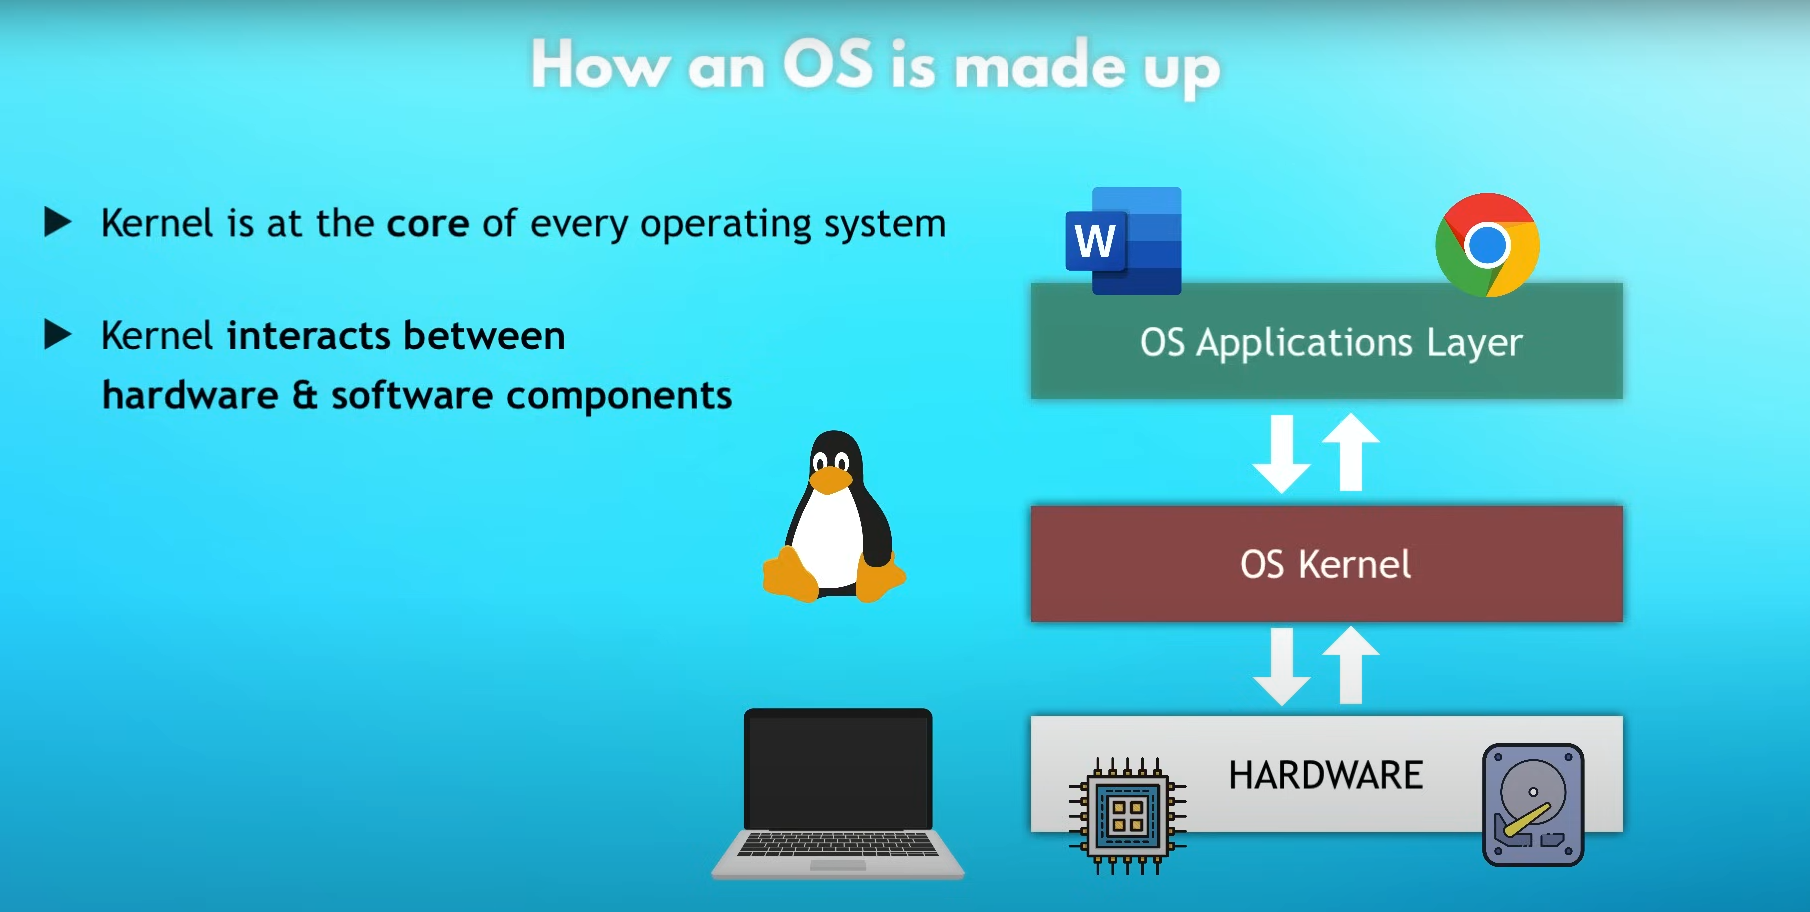 How an OS is made up
Kernel is at the core of every operating system
Kernel interacts between
hardware & software components
W
OS Applications Layer
OS Kernel
HARDWARE